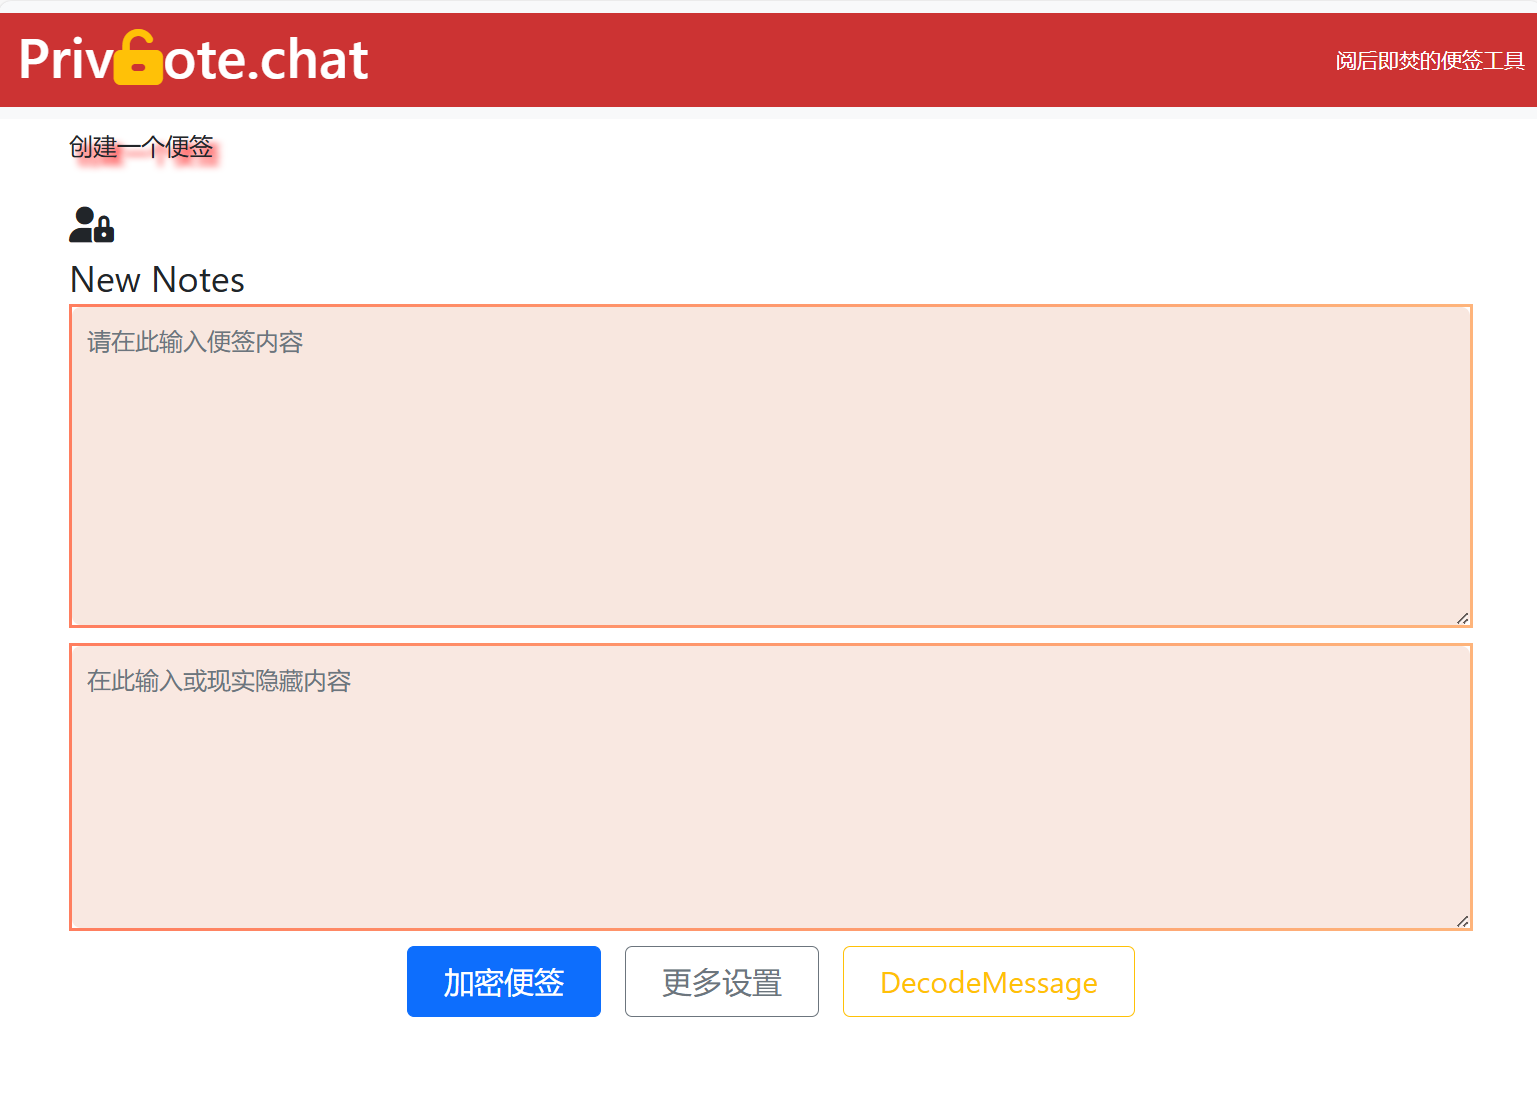 Privote.chat
阅后即焚的便签工具
创建一个便签
New Notes
请在此输入便签内容
在此输入或现实隐藏内容
加密便签
更多设置
DecodeMessage